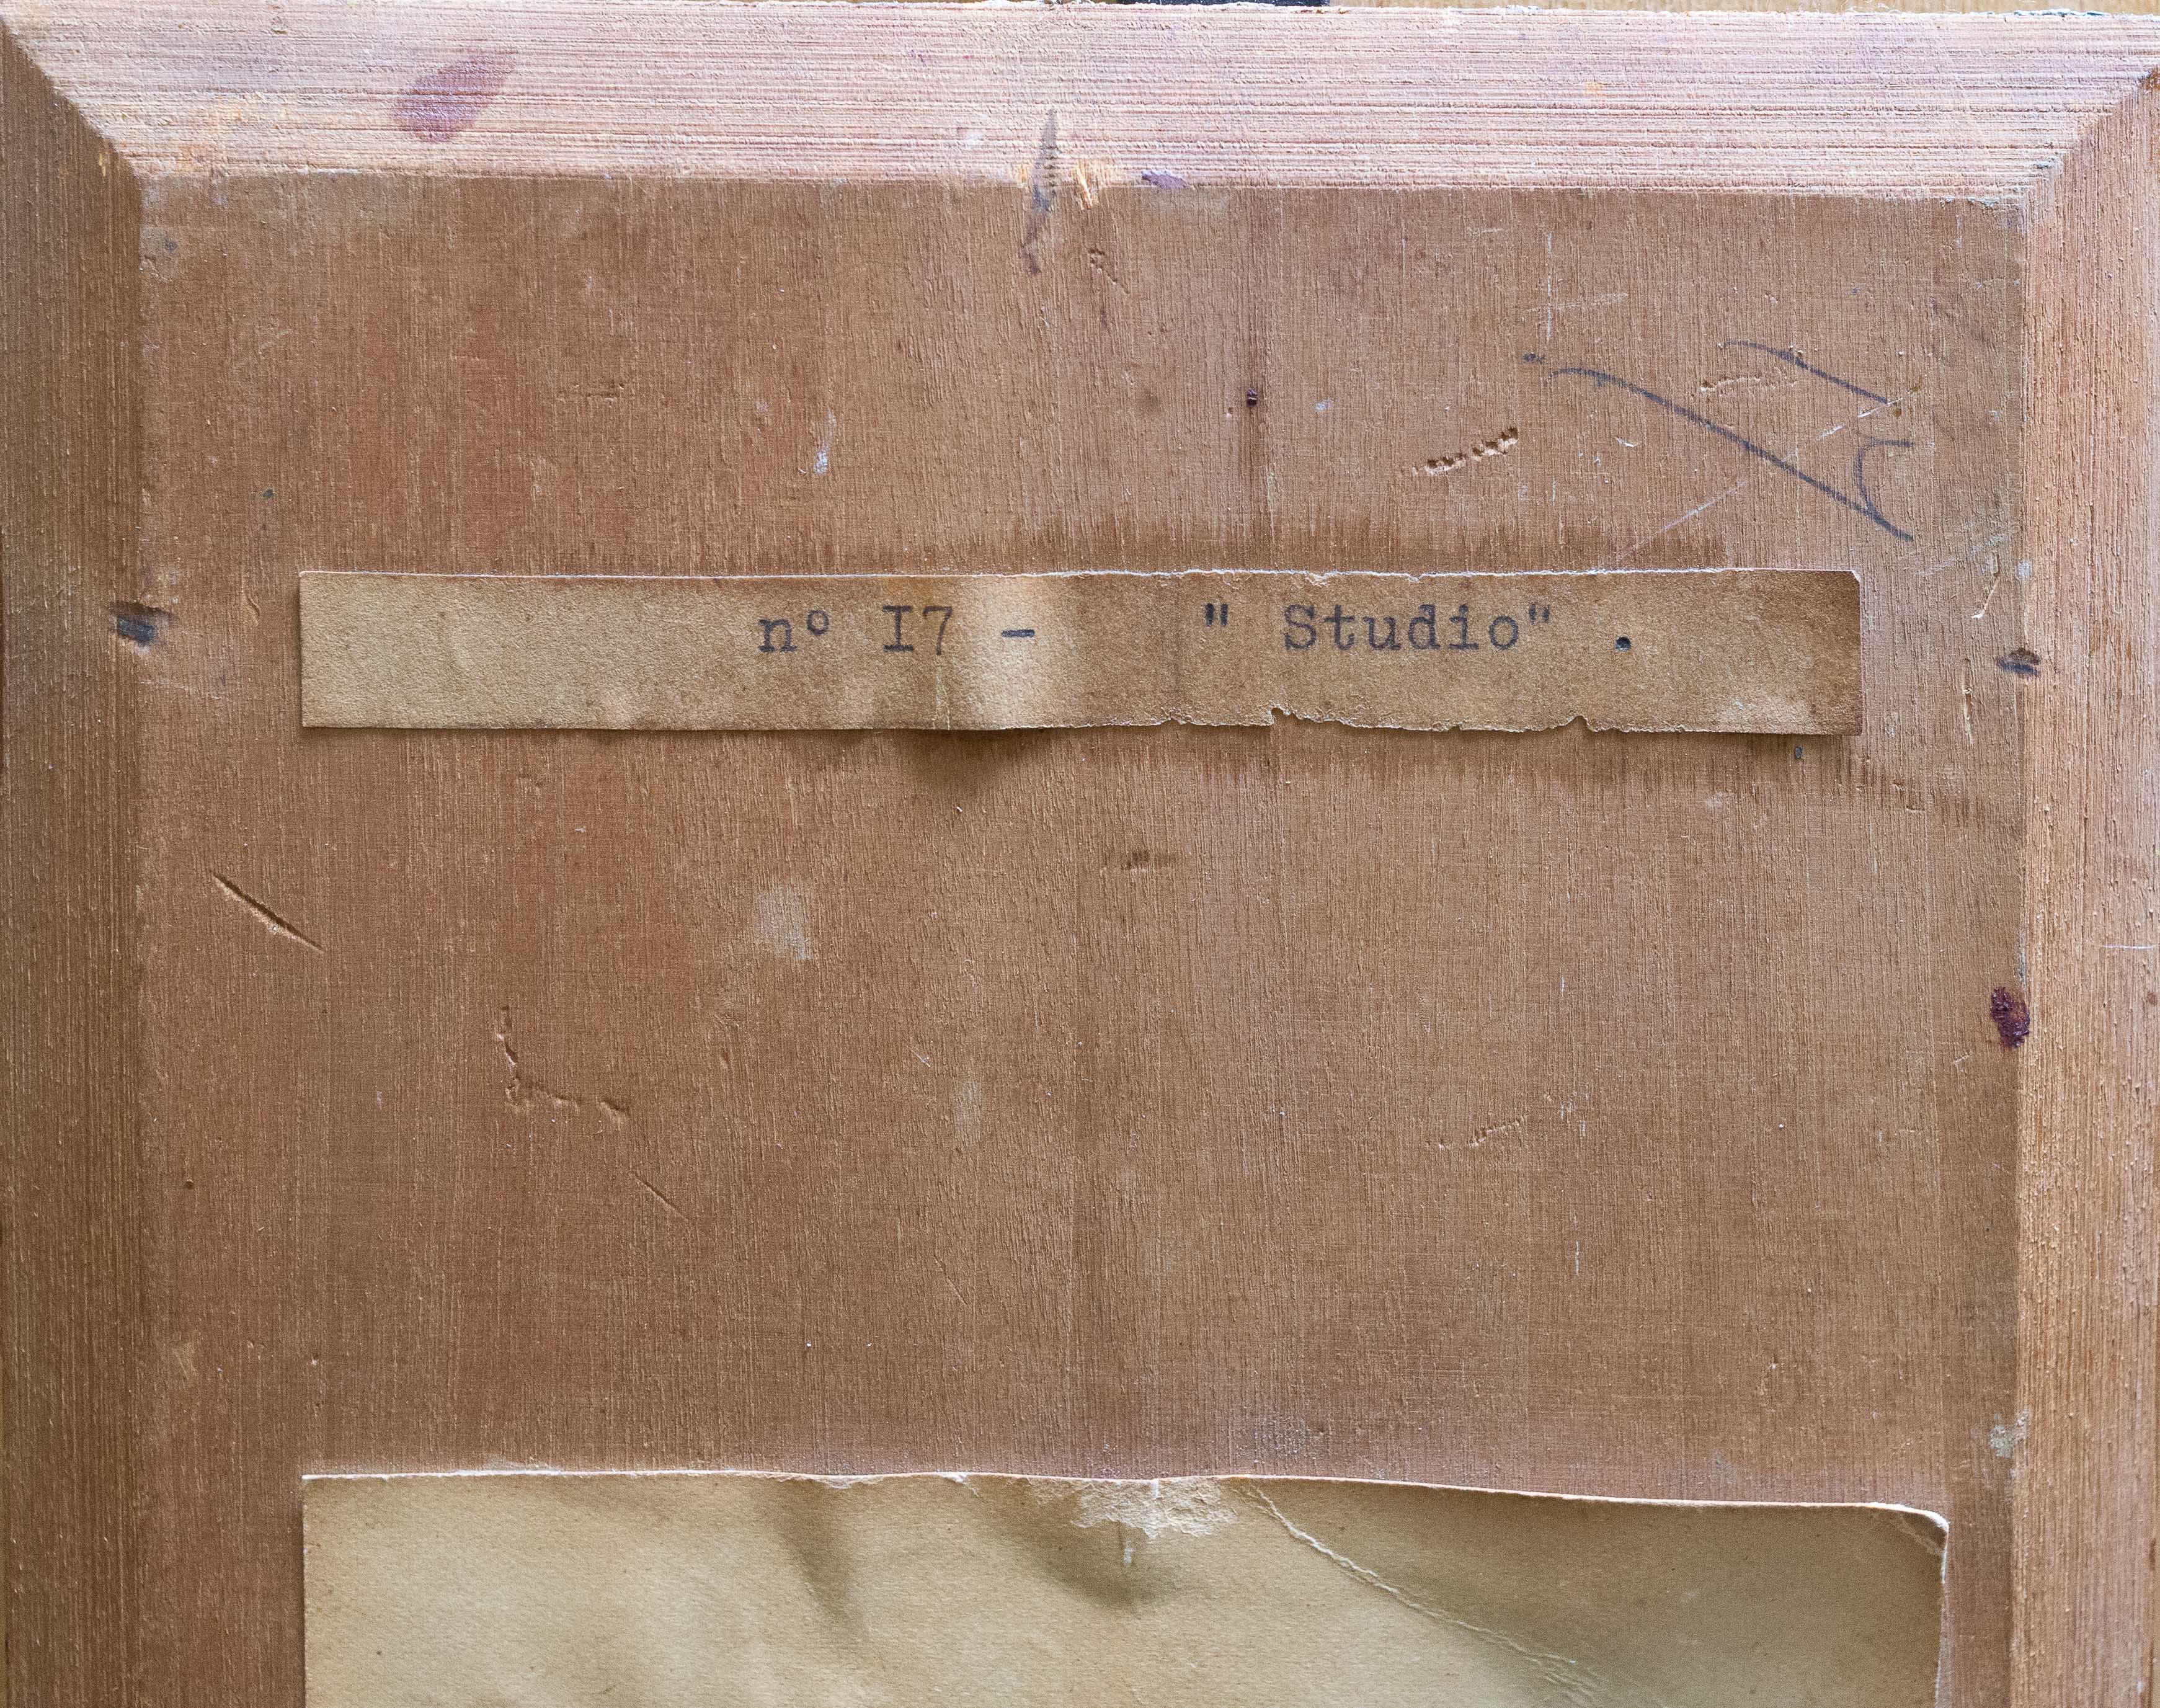 nº I7 - " Studio" .